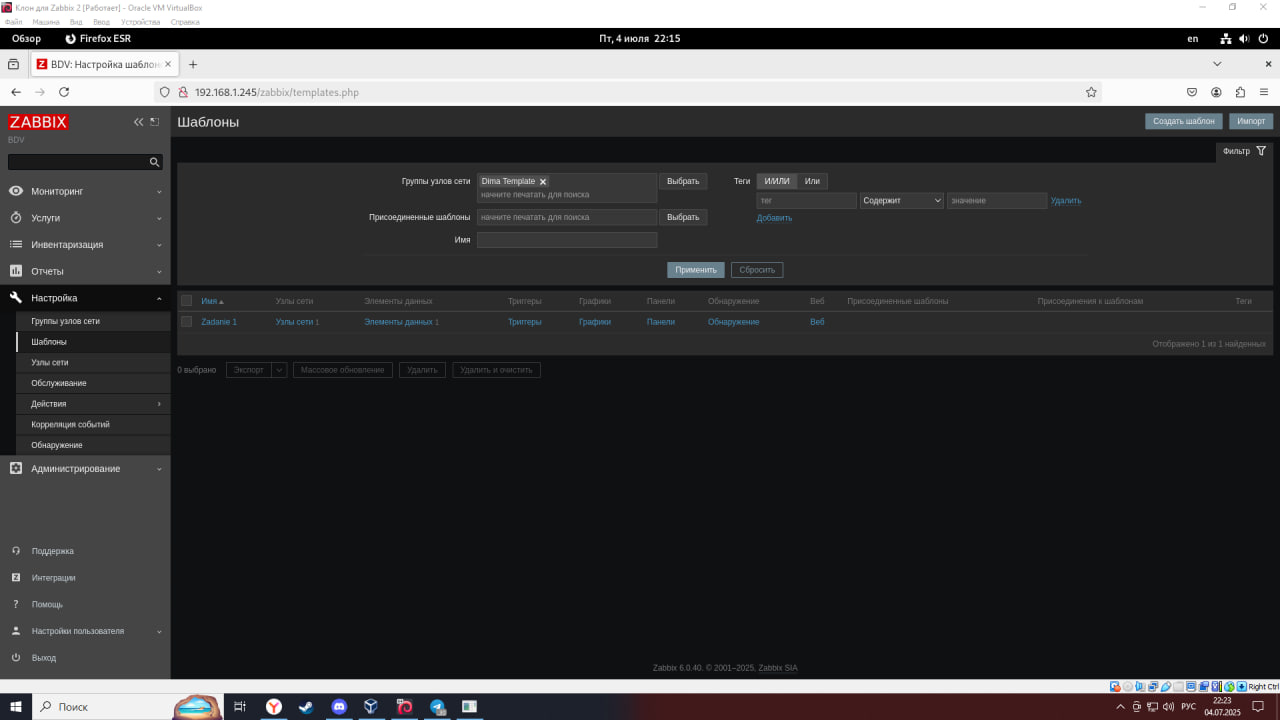 Клон для Zabbix 2 [Работает] - Oracle VM VirtualBox
Файл Машина Вид Ввод Устройства Справка
Обзор Firefox ESR Пт, 4 июля 22:15 en
BDV: Настройка шаблон
192.168.1.245/zabbix/templates.php
ZABBIX
BDV
Мониторинг
Услуги
Инвентаризация
Отчеты
Настройка
Группы узлов сети
Шаблоны
Узлы сети
Обслуживание
Действия
Корреляция событий
Обнаружение
Администрирование
Поддержка
Интеграции
Помощь
Настройки пользователя
Выход
Шаблоны
Создать шаблон Импорт
Фильтр
Группы узлов сети Dima Template Выбрать
начните печатать для поиска
Присоединенные шаблоны начните печатать для поиска Выбрать
Имя
Теги И/ИЛИ Или
тег Содержит значение Удалить
Добавить
Применить Сбросить
Имя Узлы сети Элементы данных Триггеры Графики Панели Обнаружение Веб Присоединенные шаблоны Присоединения к шаблонам Теги
Zadanie 1 Узлы сети 1 Элементы данных 1 Триггеры Графики Панели Обнаружение Веб
Отображено 1 из 1 найденных
0 выбрано Экспорт Массовое обновление Удалить Удалить и очистить
Zabbix 6.0.40. © 2001–2025, Zabbix SIA
Right Ctrl
Поиск
РУС
22:23
04.07.2025